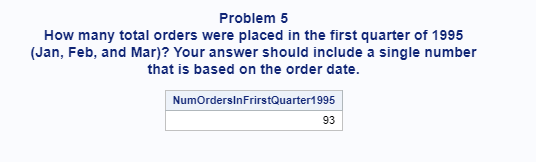 Problem 5
How many total orders were placed in the first quarter of 1995
(Jan, Feb, and Mar)? Your answer should include a single number
that is based on the order date.
NumOrdersInFrirstQuarter1995
93